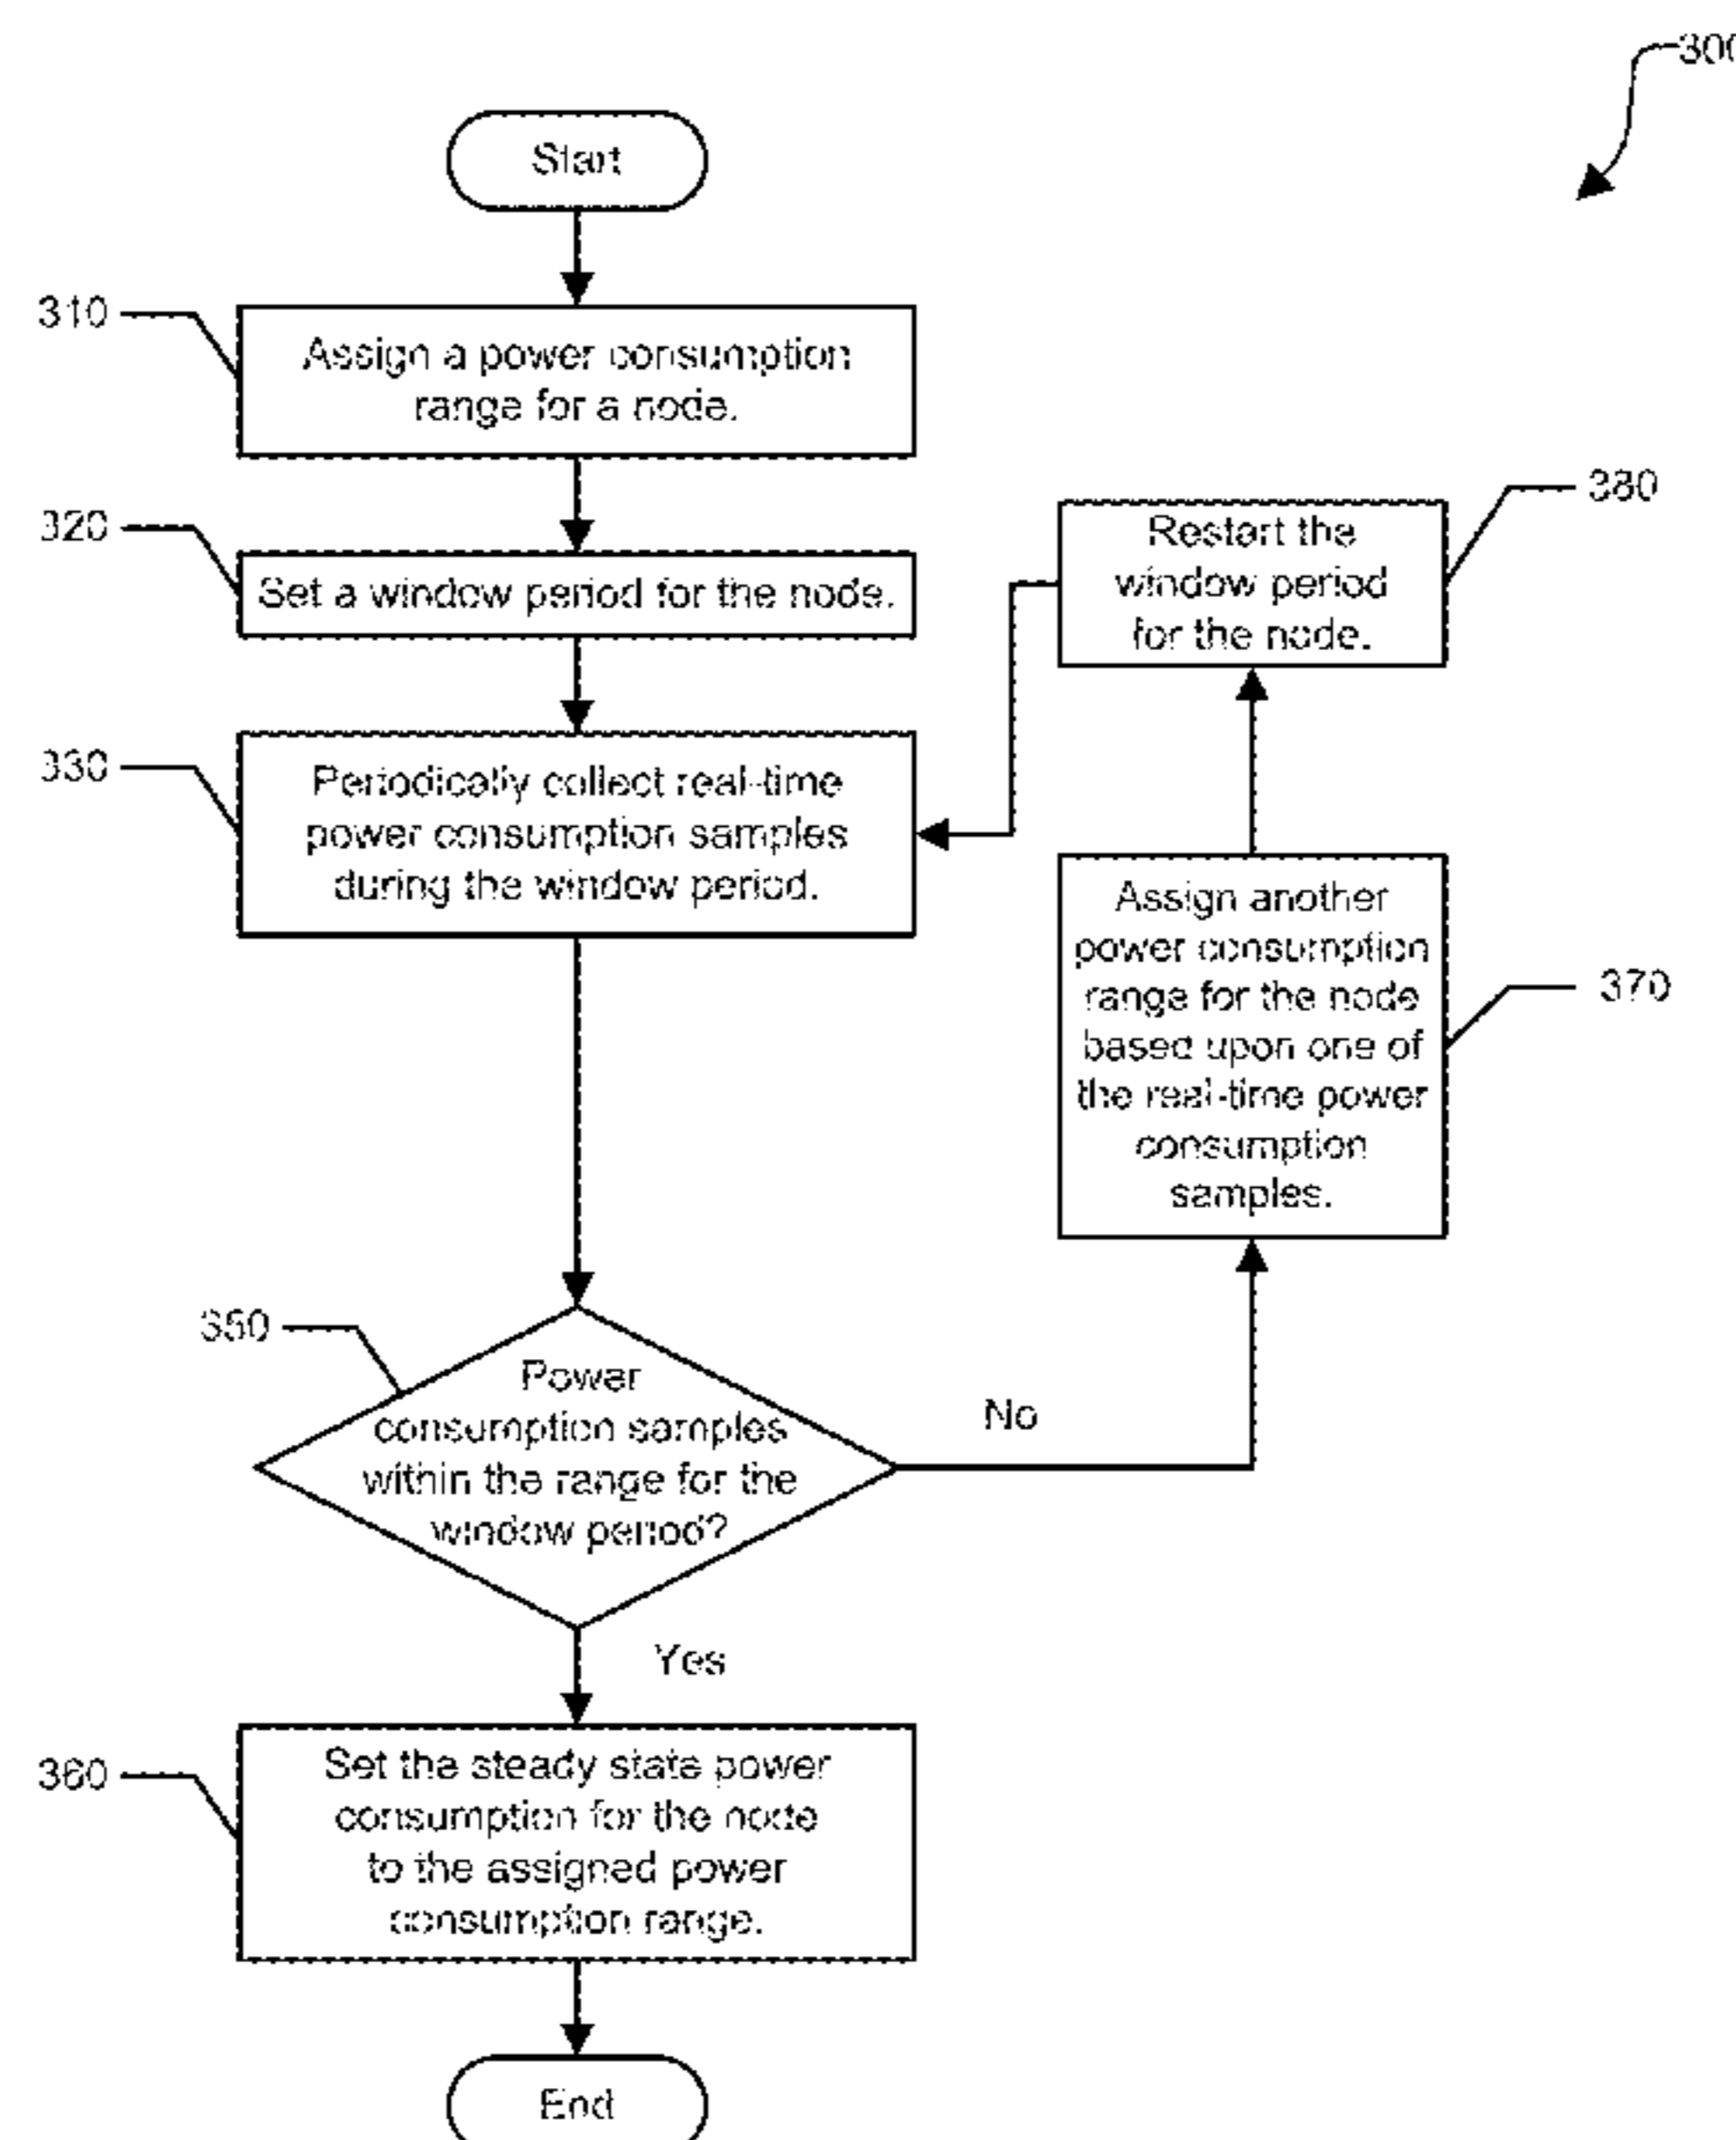 300
Start
310
Assign a power consumption
range for a node.
320
Set a window period for the node.
330
Periodically collect real-time
power consumption samples
during the window period.
380
Restart the
window period
for the node.
370
Assign another
power consumption
range for the node
based upon one of
the real-time power
consumption
samples.
350
Power
consumption samples
within the range for the
window period?
No
Yes
360
Set the steady state power
consumption for the node
to the assigned power
consumption range.
End